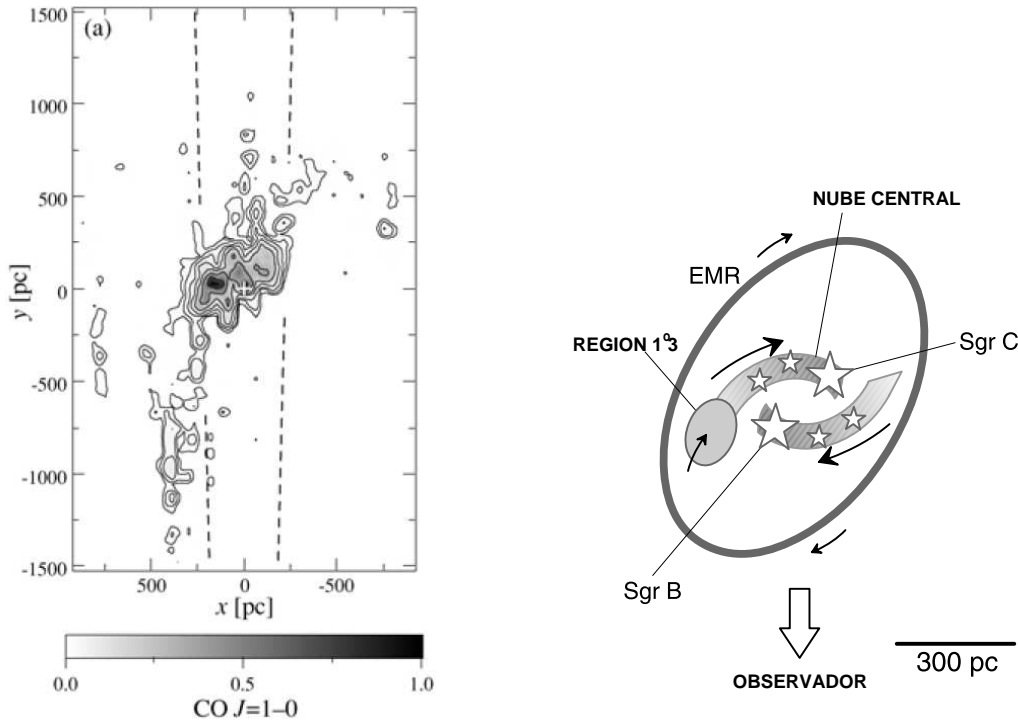 (a)
1500
1000
500
0
-500
-1000
-1500
y [pc]
500
0
-500
x [pc]
0.0
0.5
1.0
CO J=1–0
NUBE CENTRAL
EMR
REGION 1°3
Sgr C
Sgr B
OBSERVADOR
300 pc